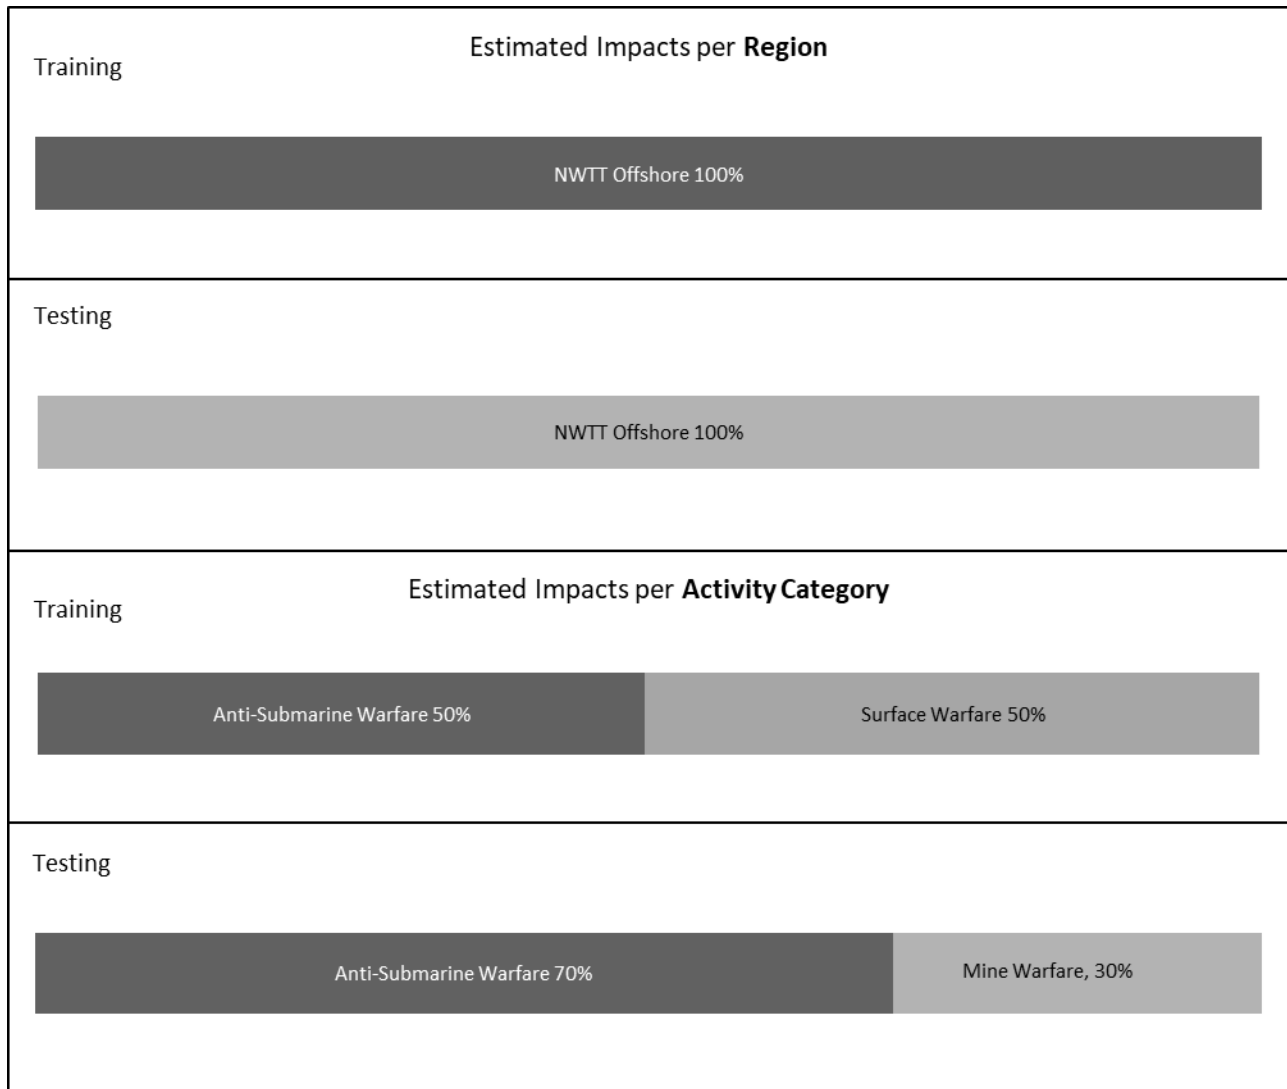 Estimated Impacts per Region
Training
NWTT Offshore 100%
Testing
NWTT Offshore 100%
Estimated Impacts per Activity Category
Training
Anti-Submarine Warfare 50%
Surface Warfare 50%
Testing
Anti-Submarine Warfare 70%
Mine Warfare, 30%